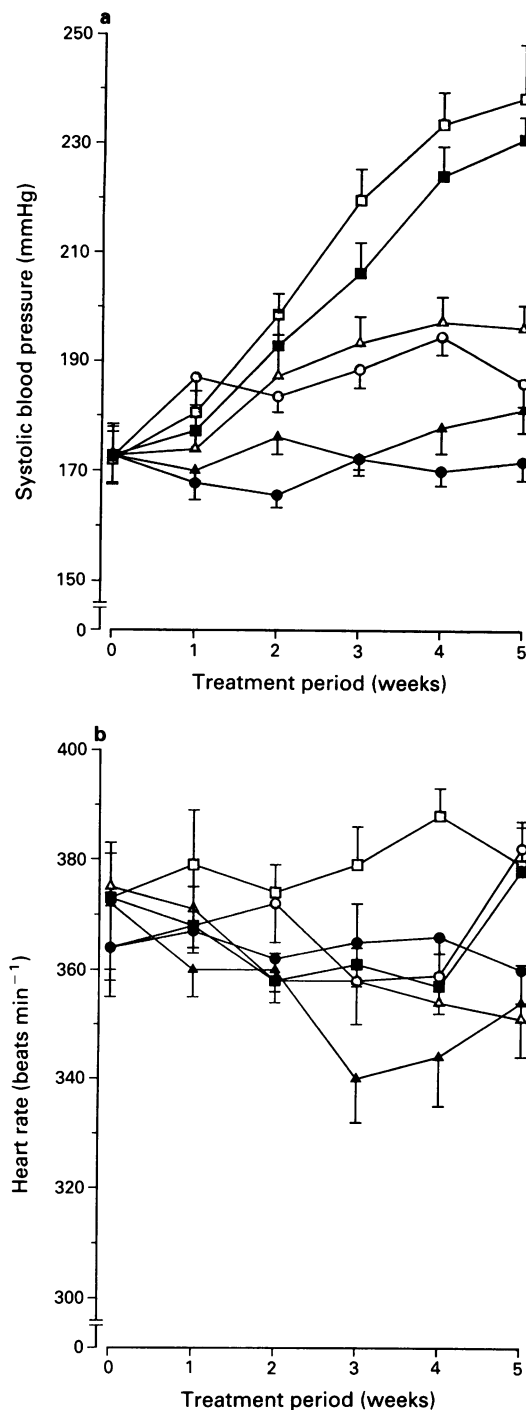 a
250
230
210
190
170
150
0
Systolic blood pressure (mmHg)
0 1 2 3 4 5
Treatment period (weeks)
b
400
380
360
340
320
300
0
Heart rate (beats min⁻¹)
0 1 2 3 4 5
Treatment period (weeks)